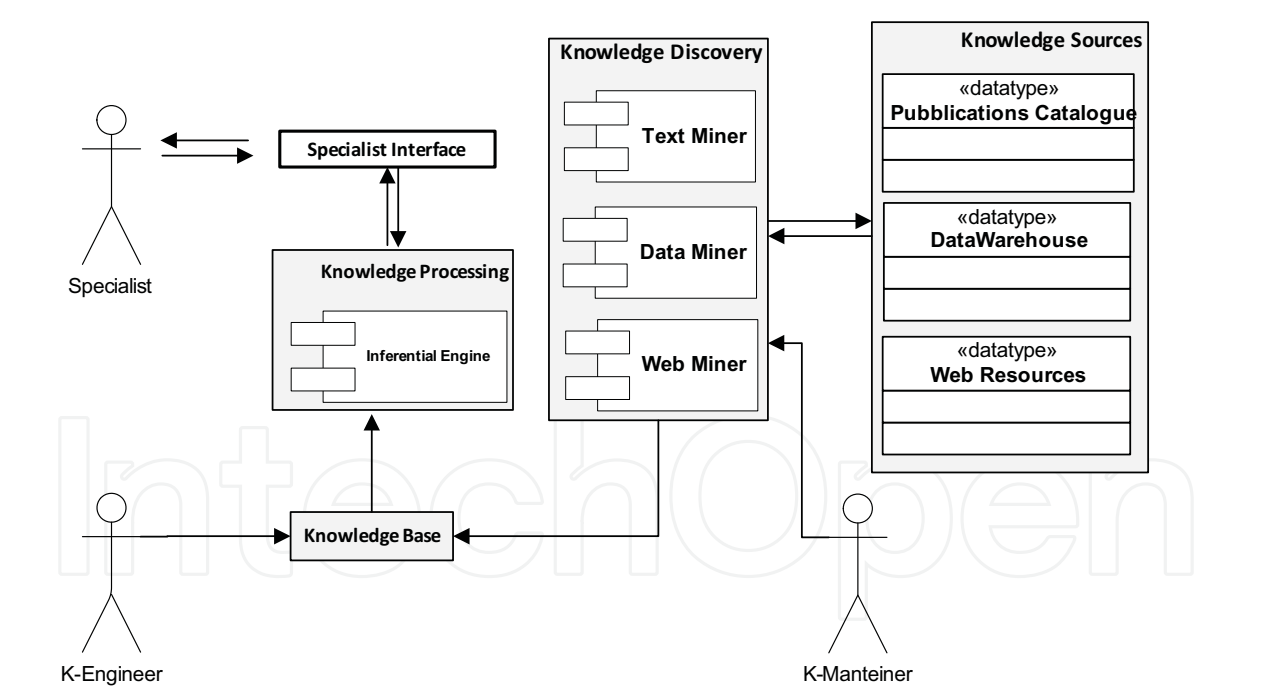 Knowledge Sources
Knowledge Discovery
«datatype»
Pubblications Catalogue
Text Miner
Specialist Interface
«datatype»
DataWarehouse
Data Miner
Knowledge Processing
Specialist
Inferential Engine
Web Miner
«datatype»
Web Resources
IntechOpen
Knowledge Base
K-Engineer
K-Manteiner